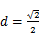 d = √2/2